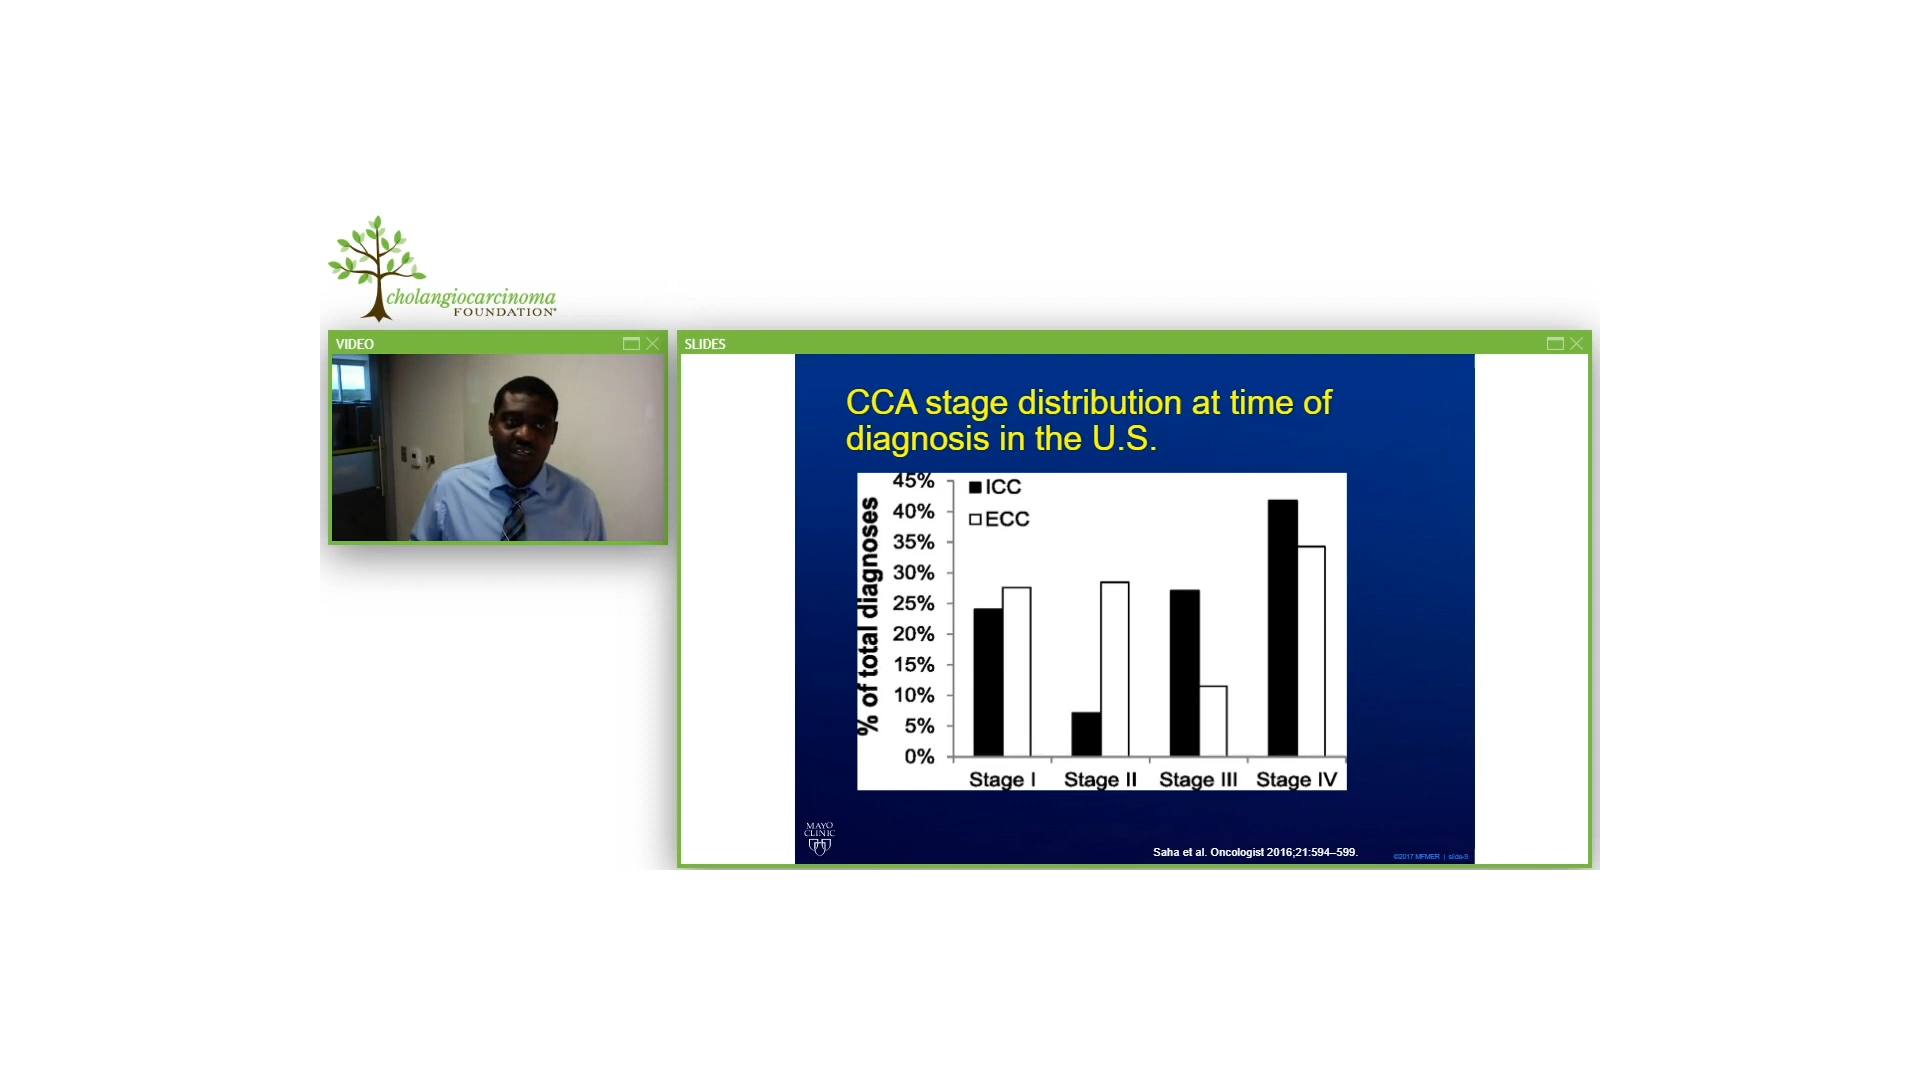 cholangiocarcinoma
FOUNDATION®
VIDEO
SLIDES
CCA stage distribution at time of
diagnosis in the U.S.
% of total diagnoses
45%
40%
35%
30%
25%
20%
15%
10%
5%
0%
ICC
ECC
Stage I Stage II Stage III Stage IV
MAYO
CLINIC
Saha et al. Oncologist 2016;21:594–599.
©2017 MFMER | slide-9